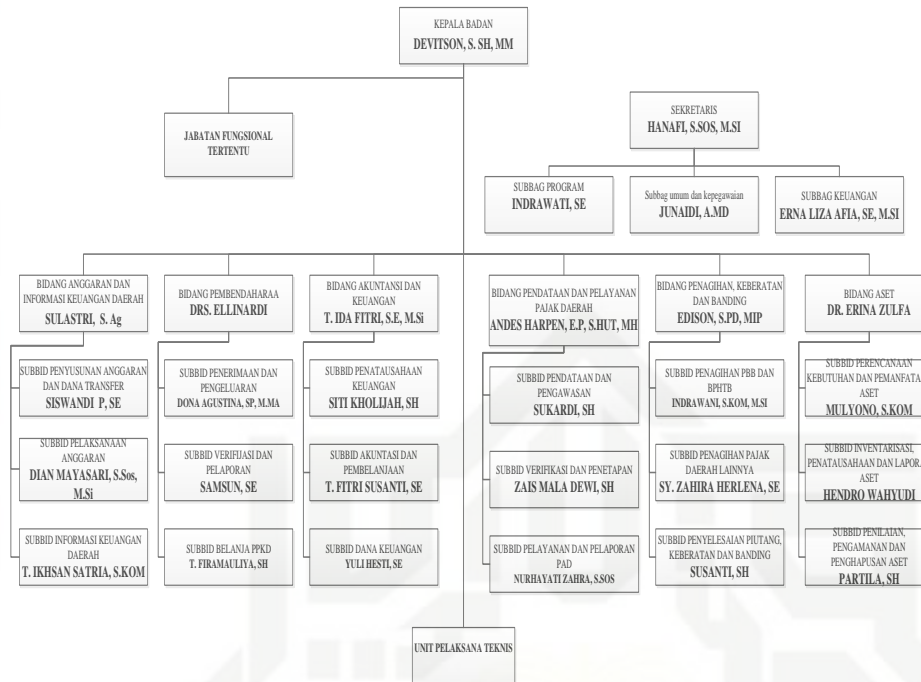 KEPALA BADAN
DEVITSON, S. SH, MM
JABATAN FUNGSIONAL
TERTENTU
SEKRETARIS
HANAFI, S.SOS, M.SI
SUBBAG PROGRAM
INDRAWATI, SE
Subbag umum dan kepegawaian
JUNAIDI, A.MD
SUBBAG KEUANGAN
ERNA LIZA AFIA, SE, M.SI
BIDANG ANGGARAN DAN
INFORMASI KEUANGAN DAERAH
SULASTRI, S. Ag
SUBBID PENYUSUNAN ANGGARAN
DAN DANA TRANSFER
SISWANDI P, SE
SUBBID PELAKSANAAN
ANGGARAN
DIAN MAYASARI, S.Sos,
M.Si
SUBBID INFORMASI KEUANGAN
DAERAH
T. IKHSAN SATRIA, S.KOM
BIDANG PEMBENDAHARAA
DRS. ELLINARDI
SUBBID PENERIMAAN DAN
PENGELUARAN
DONA AGUSTINA, SP, M.MA
SUBBID VERIFIJASI DAN
PELAPORAN
SAMSUN, SE
SUBBID BELANJA PPKD
T. FIRAMAULIYA, SH
BIDANG AKUNTANSI DAN
KEUANGAN
T. IDA FITRI, S.E, M.Si
SUBBID PENATAUSAHAAN
KEUANGAN
SITI KHOLIJAH, SH
SUBBID AKUNTASI DAN
PEMBELANJAAN
T. FITRI SUSANTI, SE
SUBBID DANA KEUANGAN
YULI HESTI, SE
BIDANG PENDATAAN DAN PELAYANAN
PAJAK DAERAH
ANDES HARPEN, E.P, S.HUT, MH
SUBBID PENDATAAN DAN
PENGAWASAN
SUKARDI, SH
SUBBID VERIFIKASI DAN PENETAPAN
ZAIS MALA DEWI, SH
SUBBID PELAYANAN DAN PELAPORAN
PAD
NURHAYATI ZAHRA, S.SOS
BIDANG PENAGIHAN, KEBERATAN
DAN BANDING
EDISON, S.PD, MIP
SUBBID PENAGIHAN PBB DAN
BPHTB
INDRAWANI, S.KOM, M.SI
SUBBID PENAGIHAN PAJAK
DAERAH LAINNYA
SY. ZAHIRA HERLENA, SE
SUBBID PENYELESAIAN PIUTANG,
KEBERATAN DAN BANDING
SUSANTI, SH
BIDANG ASET
DR. ERINA ZULFA
SUBBID PERENCANAAN
KEBUTUHAN DAN PEMANFATA
ASET
MULYONO, S.KOM
SUBBID INVENTARISASI,
PENATAUSAHAAN DAN LAPORA
ASET
HENDRO WAHYUDI
SUBBID PENILAIAN,
PENGAMANAN DAN
PENGHAPUSAN ASET
PARTILA, SH
UNIT PELAKSANA TEKNIS